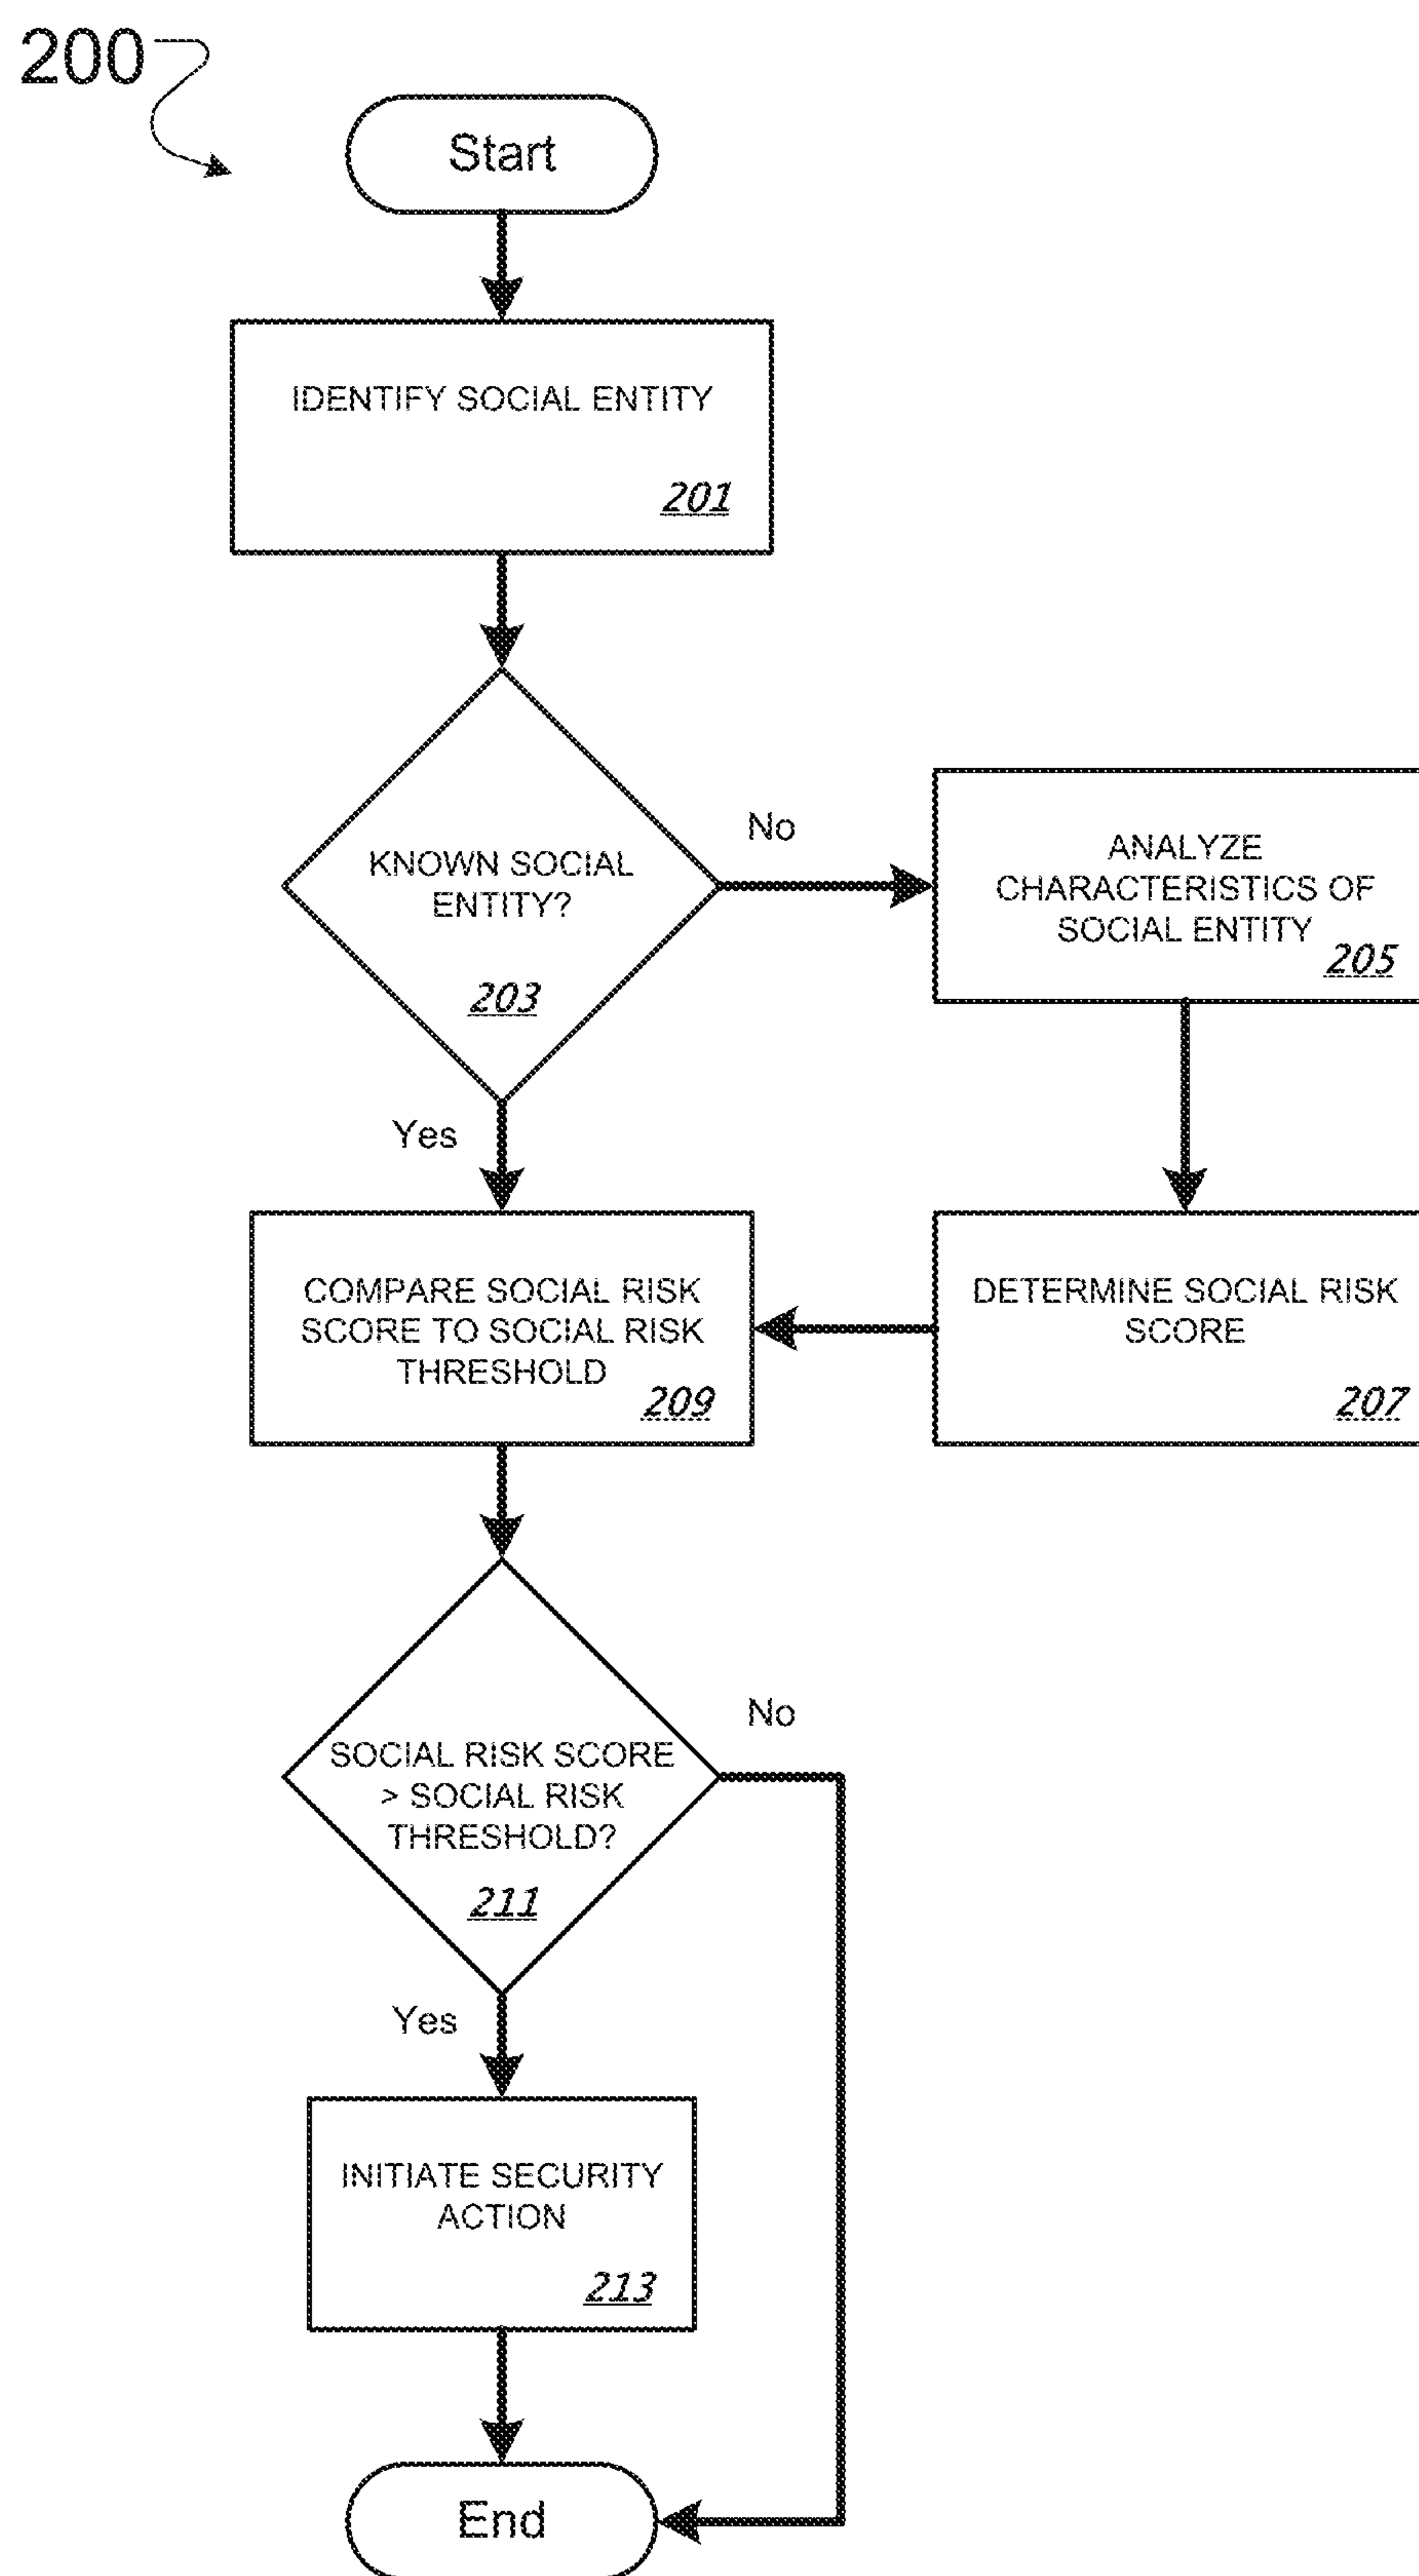 200
Start
IDENTIFY SOCIAL ENTITY
201
KNOWN SOCIAL
ENTITY?
203
No
ANALYZE
CHARACTERISTICS OF
SOCIAL ENTITY
205
Yes
COMPARE SOCIAL RISK
SCORE TO SOCIAL RISK
THRESHOLD
209
DETERMINE SOCIAL RISK
SCORE
207
SOCIAL RISK SCORE
> SOCIAL RISK
THRESHOLD?
211
No
Yes
INITIATE SECURITY
ACTION
213
End